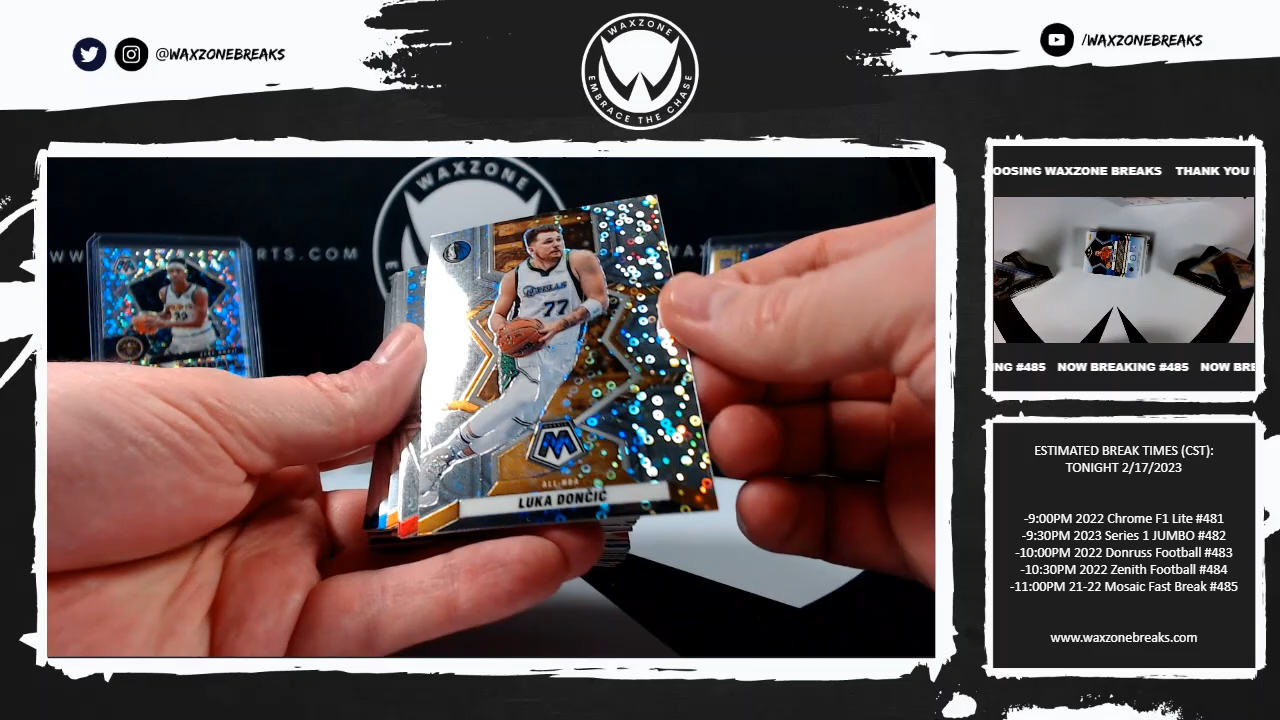 @WAXZONEBREAKS
WAXZONE
EMBRACE THE CHASE
/WAXZONEBREAKS
OOSING WAXZONE BREAKS THANK YOU
NG #485 NOW BREAKING #485 NOW BRE
WAXZONE
WW
RTS.COM
77
ALL-NBA
LUKA DONČIĆ
ESTIMATED BREAK TIMES (CST):
TONIGHT 2/17/2023
-9:00PM 2022 Chrome F1 Lite #481
-9:30PM 2023 Series 1 JUMBO #482
-10:00PM 2022 Donruss Football #483
-10:30PM 2022 Zenith Football #484
-11:00PM 21-22 Mosaic Fast Break #485
www.waxzonebreaks.com